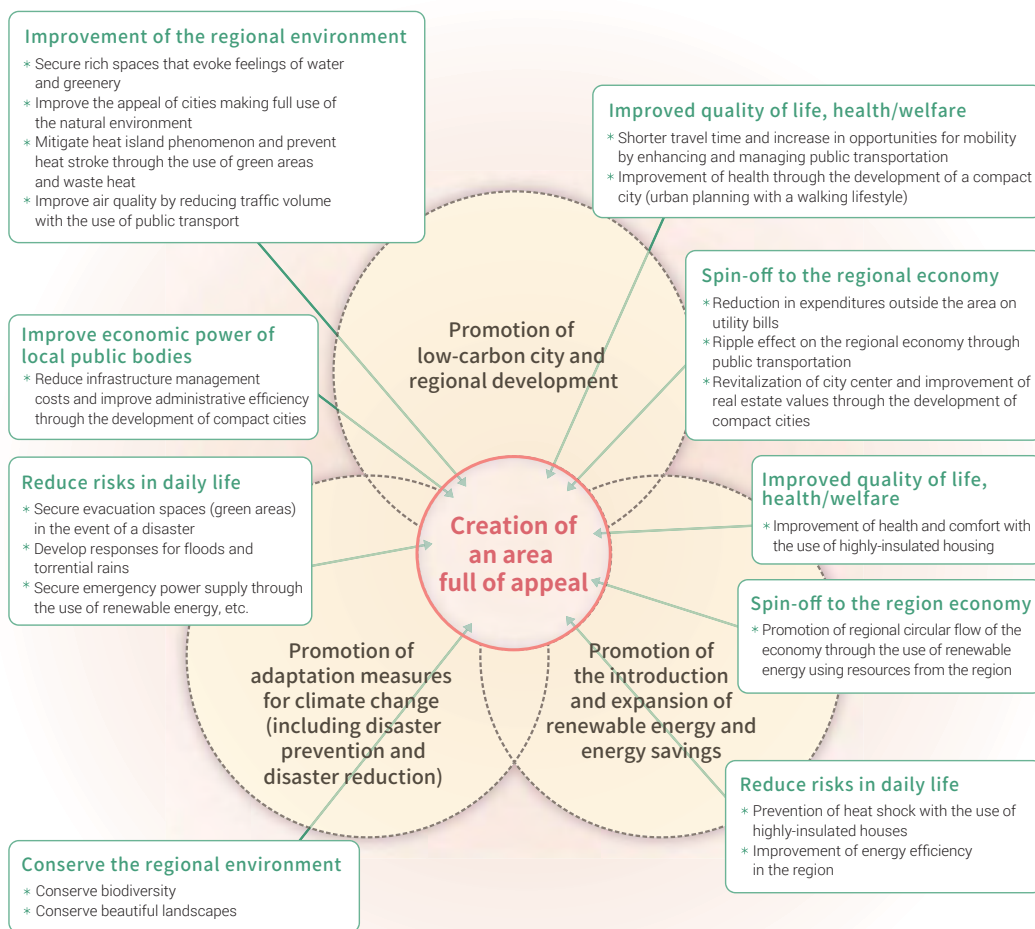 Improvement of the regional environment
* Secure rich spaces that evoke feelings of water
and greenery
* Improve the appeal of cities making full use of
the natural environment
* Mitigate heat island phenomenon and prevent
heat stroke through the use of green areas
and waste heat
* Improve air quality by reducing traffic volume
with the use of public transport
Improved quality of life, health/welfare
* Shorter travel time and increase in opportunities for mobility
by enhancing and managing public transportation
* Improvement of health through the development of a compact
city (urban planning with a walking lifestyle)
Spin-off to the regional economy
* Reduction in expenditures outside the area on
utility bills
* Ripple effect on the regional economy through
public transportation
* Revitalization of city center and improvement of
real estate values through the development of
compact cities
Improve economic power of
local public bodies
* Reduce infrastructure management
costs and improve administrative efficiency
through the development of compact cities
Promotion of
low-carbon city and
regional development
Reduce risks in daily life
* Secure evacuation spaces (green areas)
in the event of a disaster
* Develop responses for floods and
torrential rains
* Secure emergency power supply through
the use of renewable energy, etc.
Creation of
an area
full of appeal
Improved quality of life,
health/welfare
* Improvement of health and comfort with
the use of highly-insulated housing
Spin-off to the region economy
* Promotion of regional circular flow of the
economy through the use of renewable
energy using resources from the region
Promotion of
adaptation measures
for climate change
(including disaster
prevention and
disaster reduction)
Promotion of
the introduction
and expansion of
renewable energy and
energy savings
Reduce risks in daily life
* Prevention of heat shock with the use of
highly-insulated houses
* Improvement of energy efficiency
in the region
Conserve the regional environment
* Conserve biodiversity
* Conserve beautiful landscapes